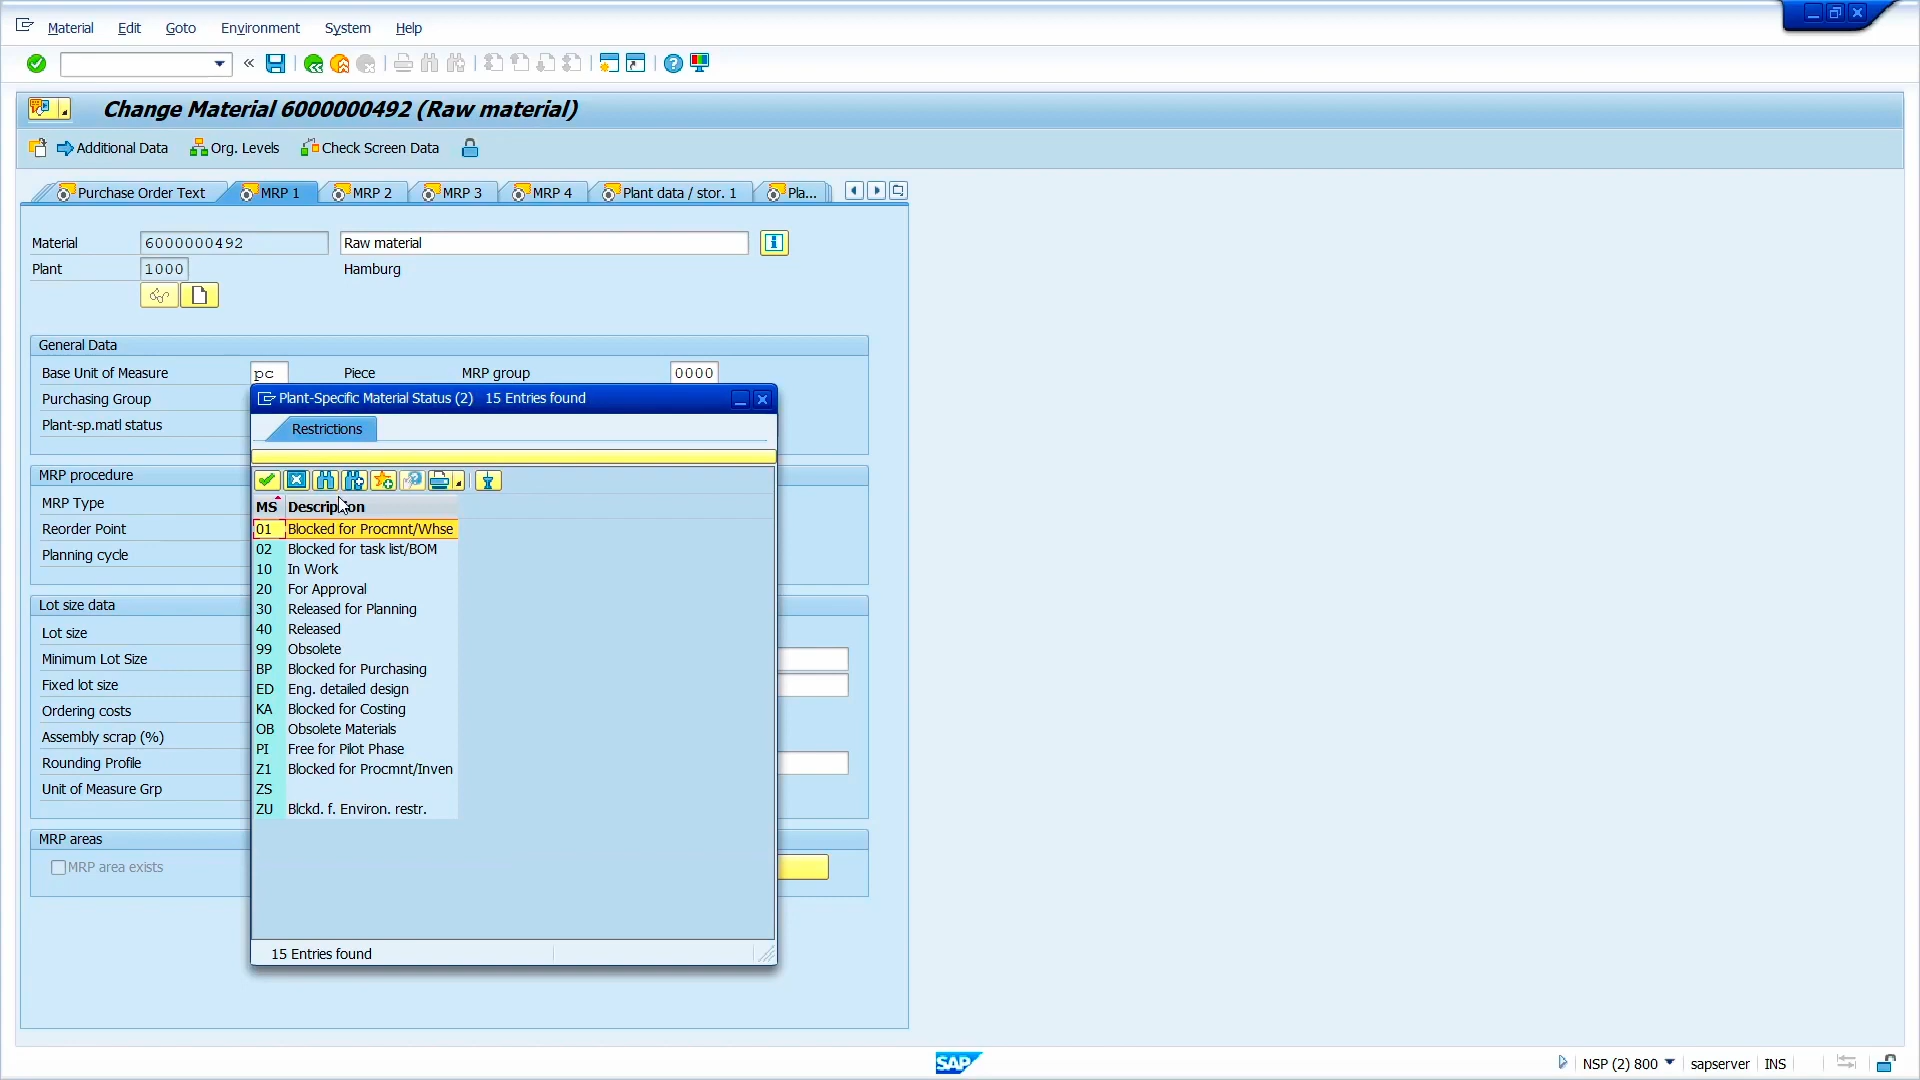 Material Edit Goto Environment System Help
Change Material 6000000492 (Raw material)
Additional Data Org. Levels Check Screen Data
Purchase Order Text MRP 1 MRP 2 MRP 3 MRP 4 Plant data / stor. 1 Pla...
Material 6000000492 Raw material
Plant 1000 Hamburg
General Data
Base Unit of Measure pc Piece MRP group 0000
Purchasing Group
Plant-sp.matl status
MRP procedure
MRP Type
Reorder Point
Planning cycle
Lot size data
Lot size
Minimum Lot Size
Fixed lot size
Ordering costs
Assembly scrap (%)
Rounding Profile
Unit of Measure Grp
MRP areas
MRP area exists
Plant-Specific Material Status (2) 15 Entries found
Restrictions
MS Description
01 Blocked for Procmnt/Whse
02 Blocked for task list/BOM
10 In Work
20 For Approval
30 Released for Planning
40 Released
99 Obsolete
BP Blocked for Purchasing
ED Eng. detailed design
KA Blocked for Costing
OB Obsolete Materials
PI Free for Pilot Phase
Z1 Blocked for Procmnt/Inven
ZS
ZU Blckd. f. Environ. restr.
15 Entries found
SAP NSP (2) 800 sapserver INS